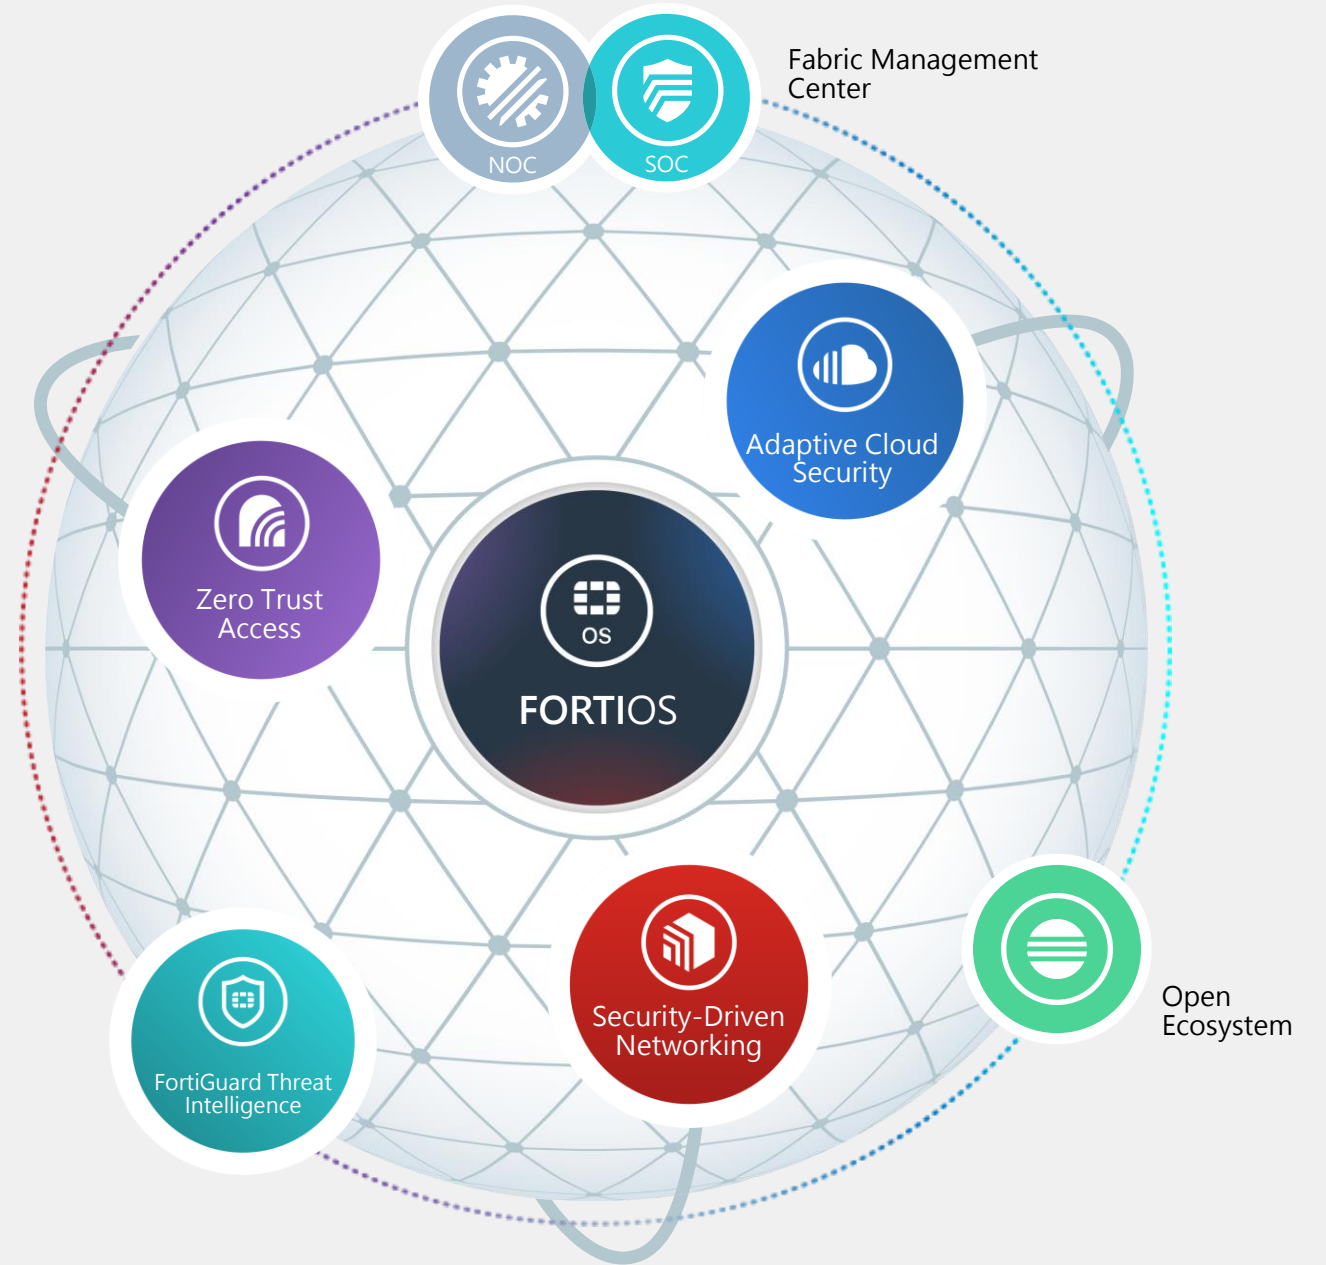 Fabric Management
Center
NOC
SOC
Adaptive Cloud
Security
Zero Trust
Access
OS
FORTIOS
Security-Driven
Networking
Open
Ecosystem
FortiGuard Threat
Intelligence